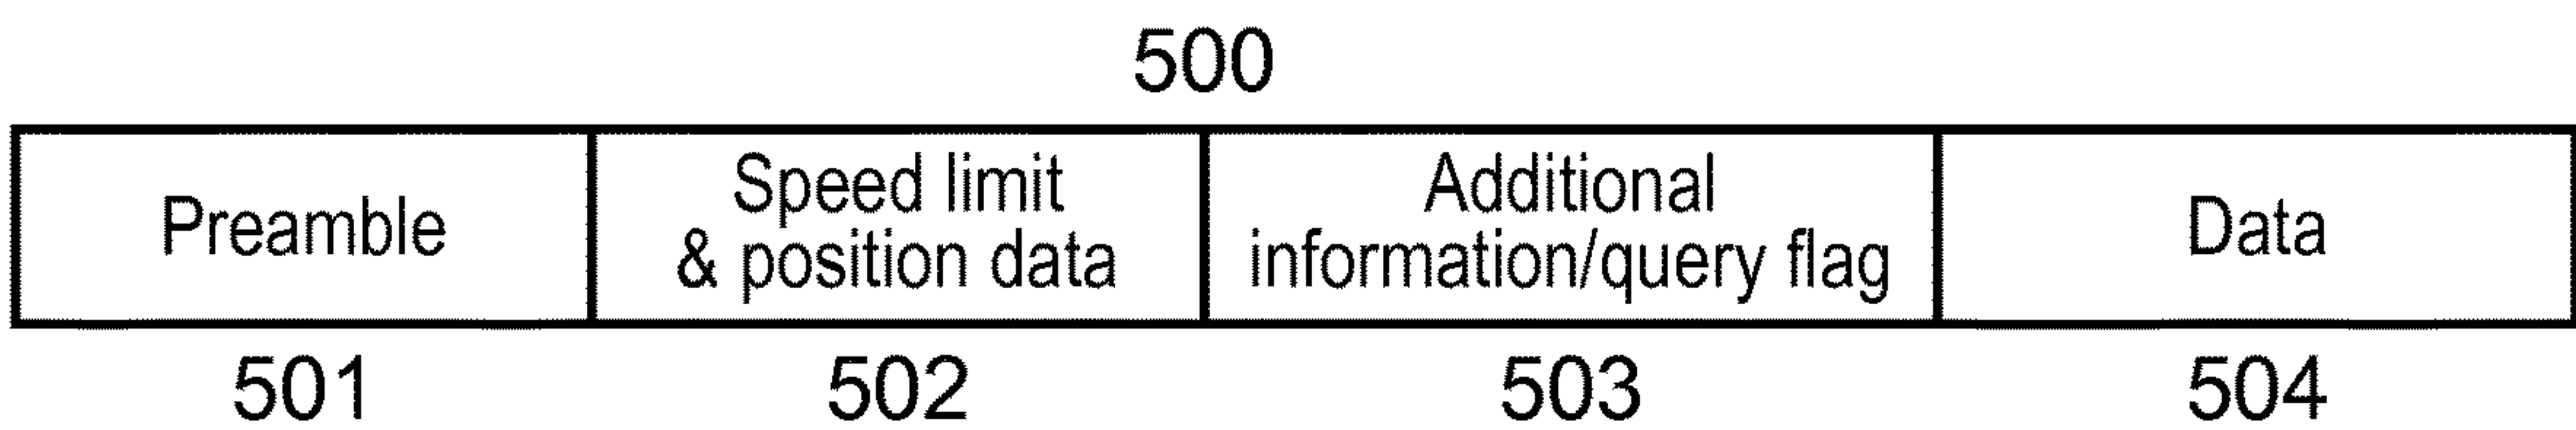 500
Preamble
Speed limit
& position data
Additional
information/query flag
Data
501
502
503
504